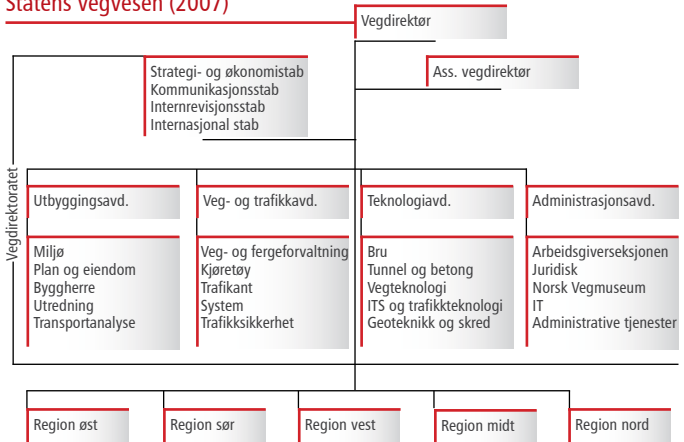 Statens vegvesen (2007)
Vegdirektør
Strategi- og økonomistab
Kommunikasjonsstab
Internrevisjonsstab
Internasjonal stab
Ass. vegdirektør
Vegdirektoratet
Utbyggingsavd.
Veg- og trafikkavd.
Teknologiavd.
Administrasjonsavd.
Miljø
Plan og eiendom
Byggherre
Utredning
Transportanalyse
Veg- og fergeforvaltning
Kjøretøy
Trafikant
System
Trafikksikkerhet
Bru
Tunnel og betong
Vegteknologi
ITS og trafikkteknologi
Geoteknikk og skred
Arbeidsgiverseksjonen
Juridisk
Norsk Vegmuseum
IT
Administrative tjenester
Region øst
Region sør
Region vest
Region midt
Region nord